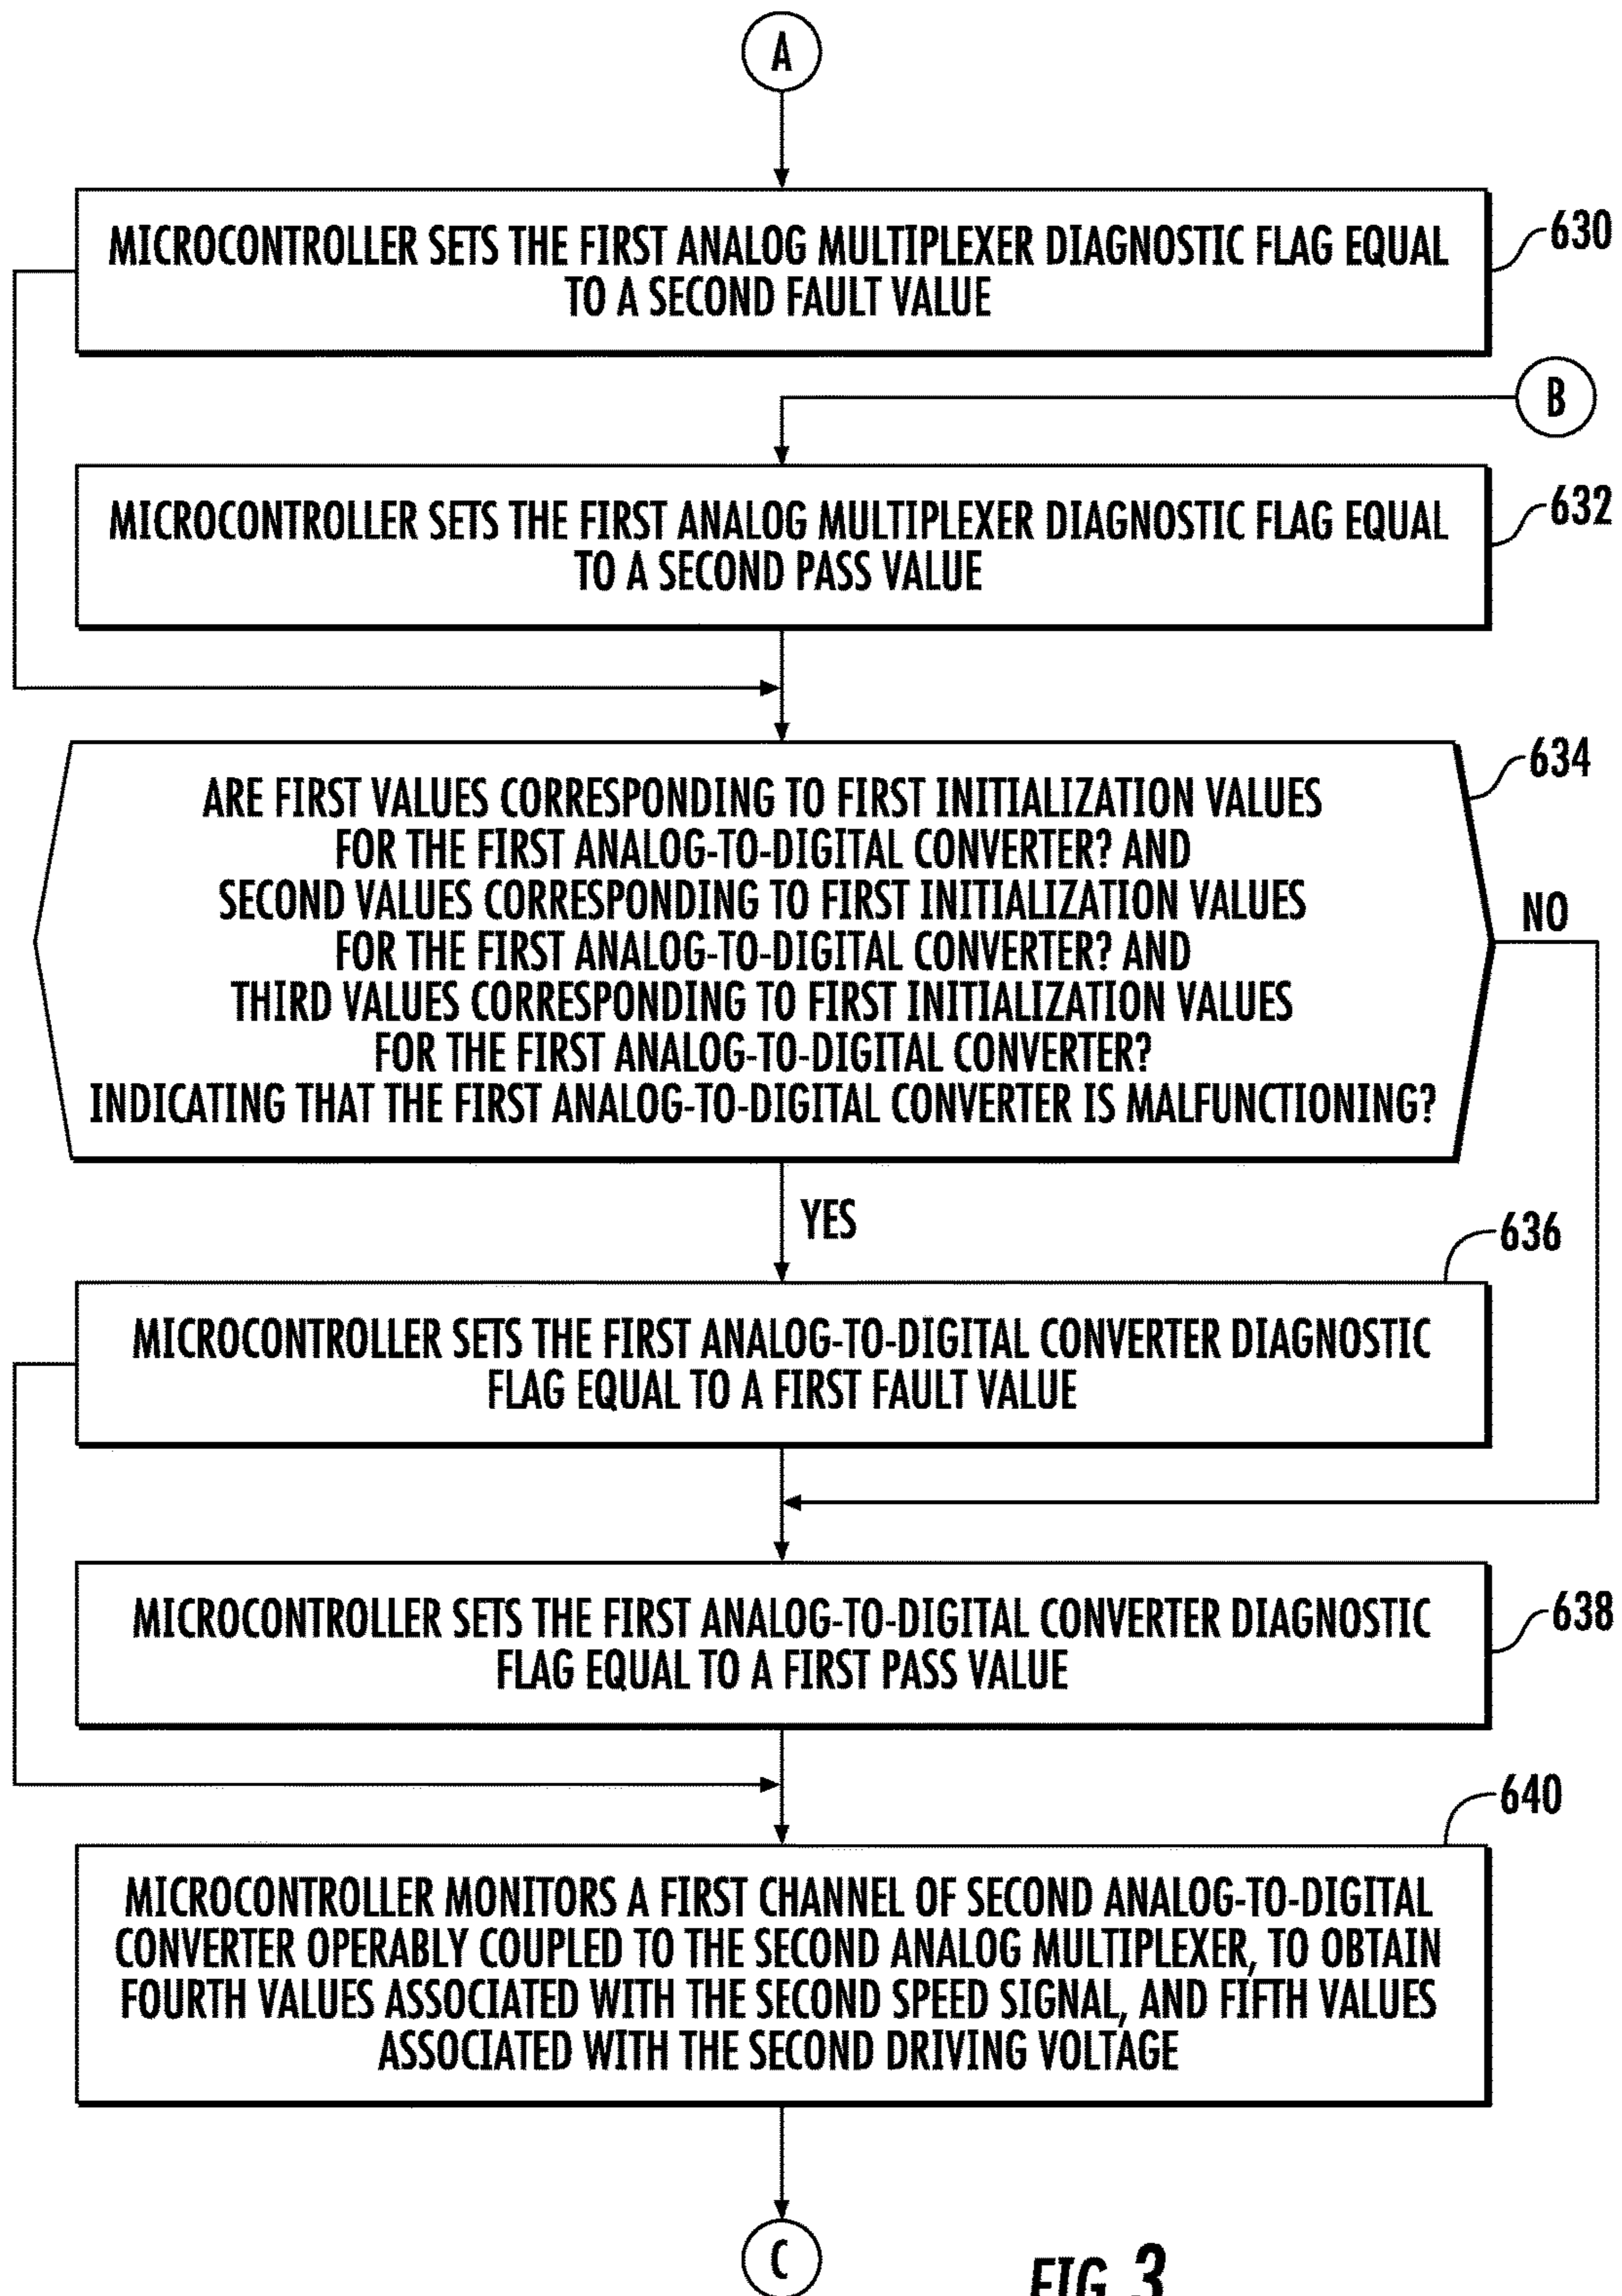 A
MICROCONTROLLER SETS THE FIRST ANALOG MULTIPLEXER DIAGNOSTIC FLAG EQUAL
TO A SECOND FAULT VALUE
630
B
MICROCONTROLLER SETS THE FIRST ANALOG MULTIPLEXER DIAGNOSTIC FLAG EQUAL
TO A SECOND PASS VALUE
632
634
ARE FIRST VALUES CORRESPONDING TO FIRST INITIALIZATION VALUES
FOR THE FIRST ANALOG-TO-DIGITAL CONVERTER? AND
SECOND VALUES CORRESPONDING TO FIRST INITIALIZATION VALUES
FOR THE FIRST ANALOG-TO-DIGITAL CONVERTER? AND
THIRD VALUES CORRESPONDING TO FIRST INITIALIZATION VALUES
FOR THE FIRST ANALOG-TO-DIGITAL CONVERTER?
INDICATING THAT THE FIRST ANALOG-TO-DIGITAL CONVERTER IS MALFUNCTIONING?
NO
YES
636
MICROCONTROLLER SETS THE FIRST ANALOG-TO-DIGITAL CONVERTER DIAGNOSTIC
FLAG EQUAL TO A FIRST FAULT VALUE
MICROCONTROLLER SETS THE FIRST ANALOG-TO-DIGITAL CONVERTER DIAGNOSTIC
FLAG EQUAL TO A FIRST PASS VALUE
638
640
MICROCONTROLLER MONITORS A FIRST CHANNEL OF SECOND ANALOG-TO-DIGITAL
CONVERTER OPERABLY COUPLED TO THE SECOND ANALOG MULTIPLEXER, TO OBTAIN
FOURTH VALUES ASSOCIATED WITH THE SECOND SPEED SIGNAL, AND FIFTH VALUES
ASSOCIATED WITH THE SECOND DRIVING VOLTAGE
C
FIG. 3